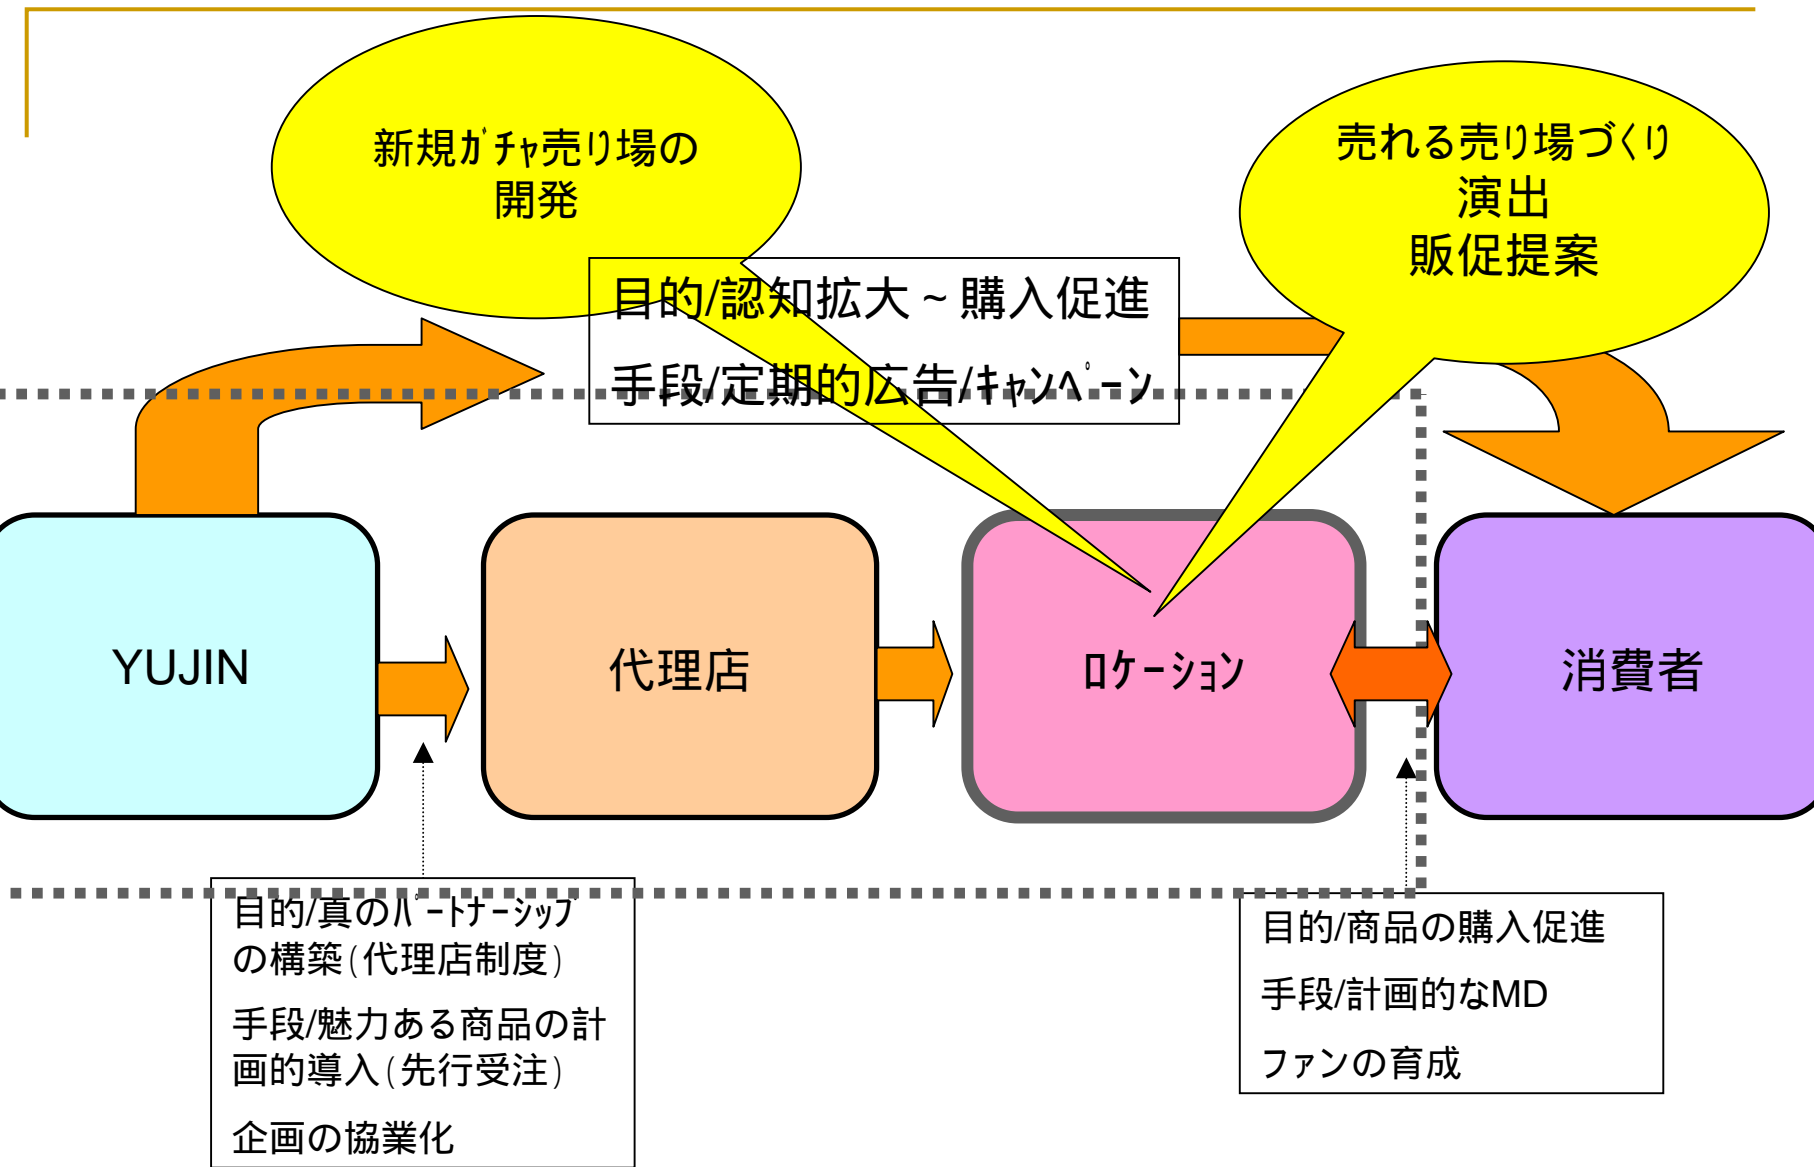 新規ｶﾞﾁｬ売り場の
開発
売れる売り場づくり
演出
販促提案
目的/認知拡大～購入促進
手段/定期的広告/ｷｬﾝﾍﾟｰﾝ
YUJIN
代理店
ﾛｹｰｼｮﾝ
消費者
目的/真のﾊﾟｰﾄﾅｰｼｯﾌﾟ
の構築(代理店制度)
手段/魅力ある商品の計
画的導入(先行受注)
企画の協業化
目的/商品の購入促進
手段/計画的なMD
ファンの育成